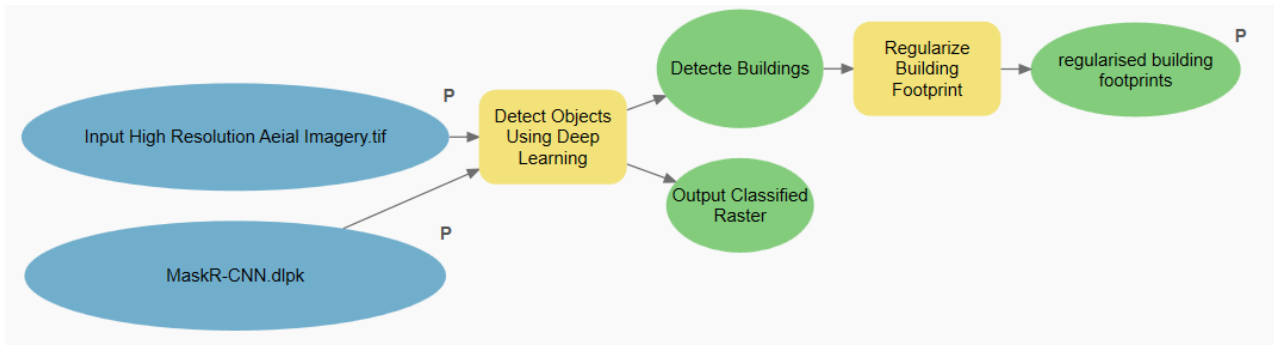 P
Input High Resolution Aeial Imagery.tif
P
MaskR-CNN.dlpk
Detect Objects
Using Deep
Learning
Detecte Buildings
Output Classified
Raster
Regularize
Building
Footprint
P
regularised building
footprints